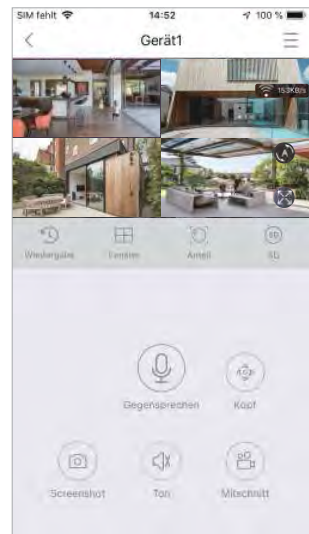 SIM fehlt 14:52 100 %
Gerät1
153KB/s
Wiedergabe Fenster Anteil SD
Gegensprechen Kopf
Screenshot Ton Mitschnitt